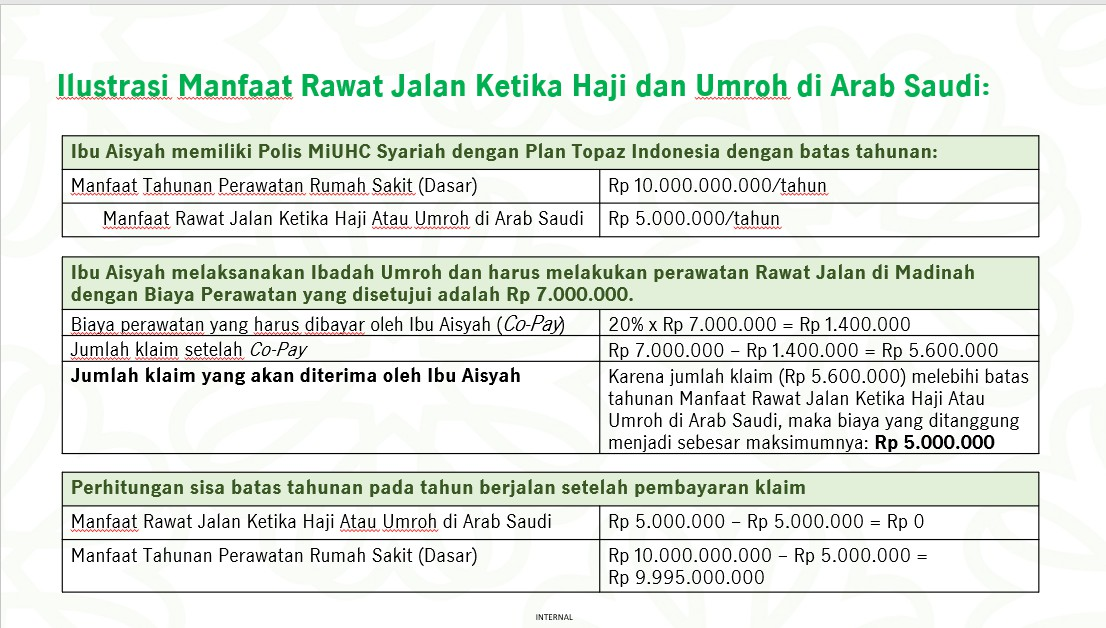 Ilustrasi Manfaat Rawat Jalan Ketika Haji dan Umroh di Arab Saudi:
Ibu Aisyah memiliki Polis MiUHC Syariah dengan Plan Topaz Indonesia dengan batas tahunan:
Manfaat Tahunan Perawatan Rumah Sakit (Dasar) Rp 10.000.000.000/tahun
Manfaat Rawat Jalan Ketika Haji Atau Umroh di Arab Saudi Rp 5.000.000/tahun
Ibu Aisyah melaksanakan Ibadah Umroh dan harus melakukan perawatan Rawat Jalan di Madinah
dengan Biaya Perawatan yang disetujui adalah Rp 7.000.000.
Biaya perawatan yang harus dibayar oleh Ibu Aisyah (Co-Pay) 20% x Rp 7.000.000 = Rp 1.400.000
Jumlah klaim setelah Co-Pay Rp 7.000.000 – Rp 1.400.000 = Rp 5.600.000
Jumlah klaim yang akan diterima oleh Ibu Aisyah Karena jumlah klaim (Rp 5.600.000) melebihi batas
tahunan Manfaat Rawat Jalan Ketika Haji Atau
Umroh di Arab Saudi, maka biaya yang ditanggung
menjadi sebesar maksimumnya: Rp 5.000.000
Perhitungan sisa batas tahunan pada tahun berjalan setelah pembayaran klaim
Manfaat Rawat Jalan Ketika Haji Atau Umroh di Arab Saudi Rp 5.000.000 – Rp 5.000.000 = Rp 0
Manfaat Tahunan Perawatan Rumah Sakit (Dasar) Rp 10.000.000.000 – Rp 5.000.000 =
Rp 9.995.000.000
INTERNAL